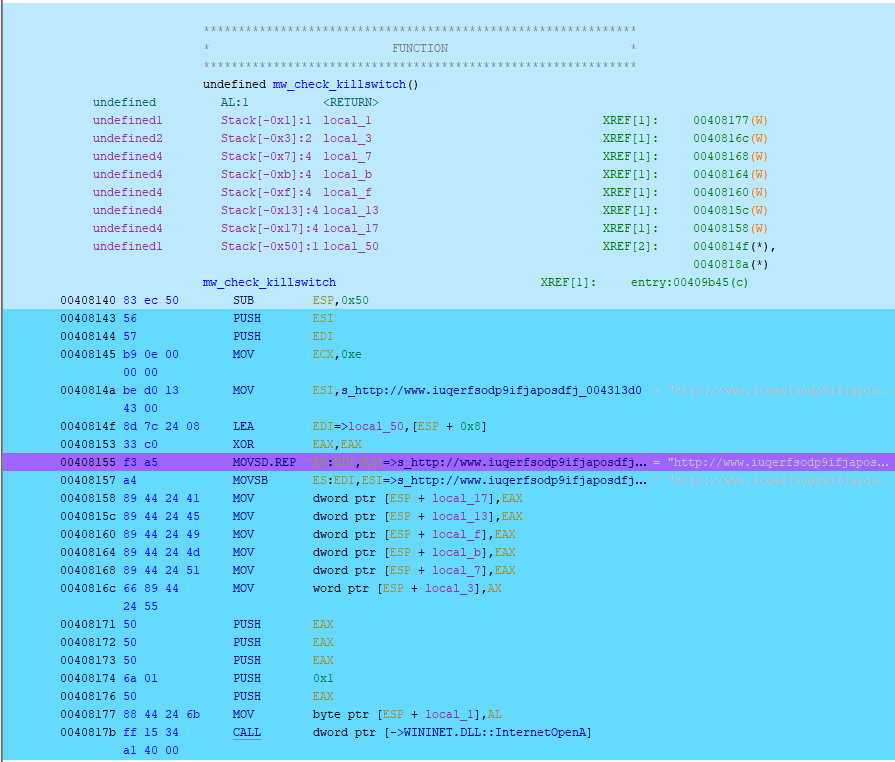 ************************************************************
* FUNCTION *
************************************************************
undefined mw_check_killswitch()
undefined AL:1 <RETURN>
undefined1 Stack[-0x1]:1 local_1 XREF[1]: 00408177(W)
undefined2 Stack[-0x3]:2 local_3 XREF[1]: 0040816c(W)
undefined4 Stack[-0x7]:4 local_7 XREF[1]: 00408168(W)
undefined4 Stack[-0xb]:4 local_b XREF[1]: 00408164(W)
undefined4 Stack[-0xf]:4 local_f XREF[1]: 00408160(W)
undefined4 Stack[-0x13]:4 local_13 XREF[1]: 0040815c(W)
undefined4 Stack[-0x17]:4 local_17 XREF[1]: 00408158(W)
undefined1 Stack[-0x50]:1 local_50 XREF[2]: 0040814f(*),
0040818a(*)
mw_check_killswitch XREF[1]: entry:00409b45(c)
00408140 83 ec 50 SUB ESP,0x50
00408143 56 PUSH ESI
00408144 57 PUSH EDI
00408145 b9 0e 00 MOV ECX,0xe
00 00
0040814a be d0 13 MOV ESI,s_http://www.iuqerfsodp9ifjaposdfj_004313d0 = "http://www.iuqerfsodp9ifjapos...
43 00
0040814f 8d 7c 24 08 LEA EDI=>local_50,[ESP + 0x8]
00408153 33 c0 XOR EAX,EAX
00408155 f3 a5 MOVSD.REP ES:EDI,ESI=>s_http://www.iuqerfsodp9ifjaposdfj... = "http://www.iuqerfsodp9ifjapos...
00408157 a4 MOVSB ES:EDI,ESI=>s_http://www.iuqerfsodp9ifjaposdfj... = "http://www.iuqerfsodp9ifjapos...
00408158 89 44 24 41 MOV dword ptr [ESP + local_17],EAX
0040815c 89 44 24 45 MOV dword ptr [ESP + local_13],EAX
00408160 89 44 24 49 MOV dword ptr [ESP + local_f],EAX
00408164 89 44 24 4d MOV dword ptr [ESP + local_b],EAX
00408168 89 44 24 51 MOV dword ptr [ESP + local_7],EAX
0040816c 66 89 44 MOV word ptr [ESP + local_3],AX
24 55
00408171 50 PUSH EAX
00408172 50 PUSH EAX
00408173 50 PUSH EAX
00408174 6a 01 PUSH 0x1
00408176 50 PUSH EAX
00408177 88 44 24 6b MOV byte ptr [ESP + local_1],AL
0040817b ff 15 34 CALL dword ptr [->WININET.DLL::InternetOpenA]
a1 40 00